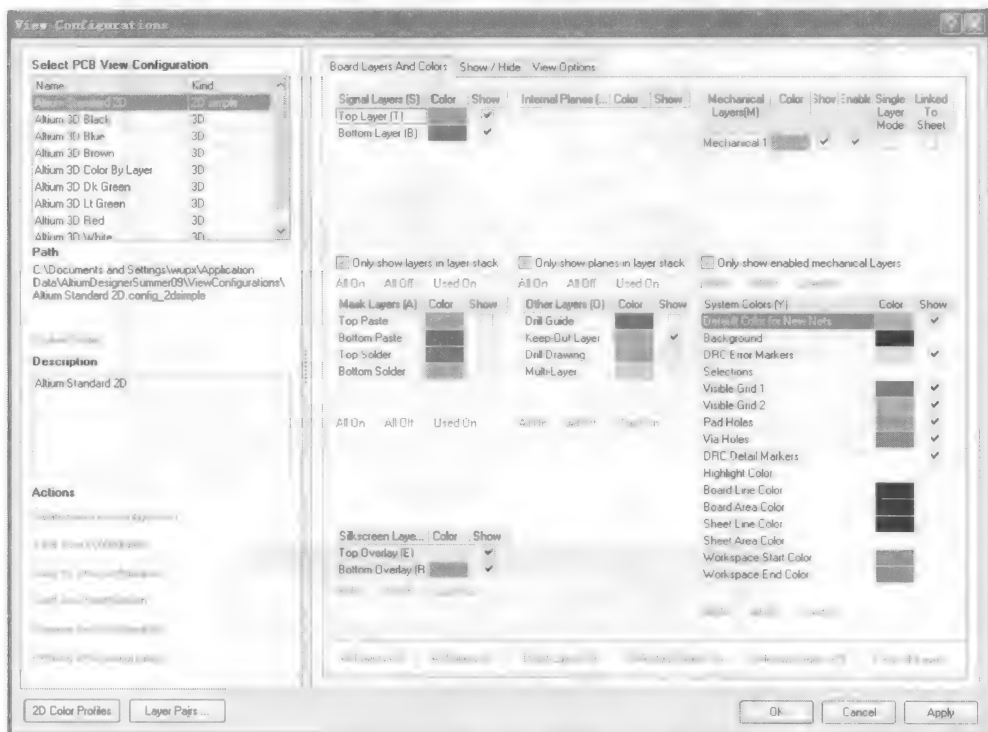 View Configurations
Select PCB View Configuration
Name Kind
Altium Standard 2D 2D simple
Altium 3D Black 3D
Altium 3D Blue 3D
Altium 3D Brown 3D
Altium 3D Color By Layer 3D
Altium 3D Dk Green 3D
Altium 3D Lt Green 3D
Altium 3D Red 3D
Altium 3D White 3D
Path
C:\Documents and Settings\wupx\Application
Data\AltiumDesignerSummer09\ViewConfigurations\
Altium Standard 2D.config_2dsimple
Description
Altium Standard 2D
Actions
2D Color Profiles
Layer Pairs ...
Board Layers And Colors Show / Hide View Options
Signal Layers (S) Color Show
Top Layer (T)
Bottom Layer (B)
Internal Planes (... Color Show
Mechanical Layers(M) Color Show Enable Single Layer Mode Linked To Sheet
Mechanical 1
Only show layers in layer stack
All On All Off Used On
Only show planes in layer stack
All On All Off Used On
Only show enabled mechanical Layers
Mask Layers (A) Color Show
Top Paste
Bottom Paste
Top Solder
Bottom Solder
All On All Off Used On
Other Layers (O) Color Show
Drill Guide
Keep-Out Layer
Drill Drawing
Multi-Layer
System Colors (Y) Color Show
Default Color for New Nets
Background
DRC Error Markers
Selections
Visible Grid 1
Visible Grid 2
Pad Holes
Via Holes
DRC Detail Markers
Highlight Color
Board Line Color
Board Area Color
Sheet Line Color
Sheet Area Color
Workspace Start Color
Workspace End Color
Silkscreen Laye... Color Show
Top Overlay (E)
Bottom Overlay (R
OK Cancel Apply